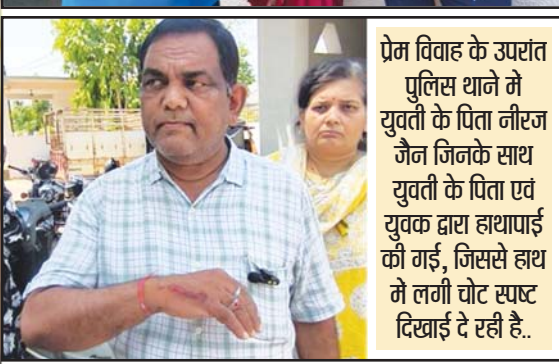 प्रेम विवाह के उपरांत
पुलिस थाने में
युवती के पिता नीरज
जैन जिनके साथ
युवती के पिता एवं
युवक द्वारा हाथापाई
की गई, जिससे हाथ
में लगी चोट स्पष्ट
दिखाई दे रही है..